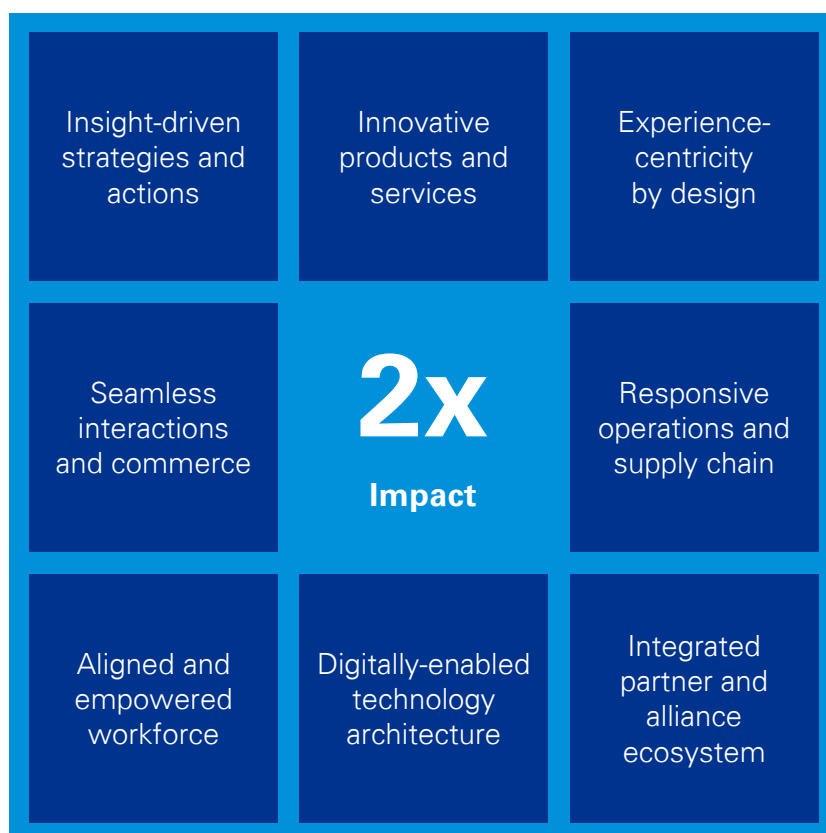 Insight-driven
strategies and
actions
Innovative
products and
services
Experience-
centricity
by design
Seamless
interactions
and commerce
2x
Impact
Responsive
operations and
supply chain
Aligned and
empowered
workforce
Digitally-enabled
technology
architecture
Integrated
partner and
alliance
ecosystem